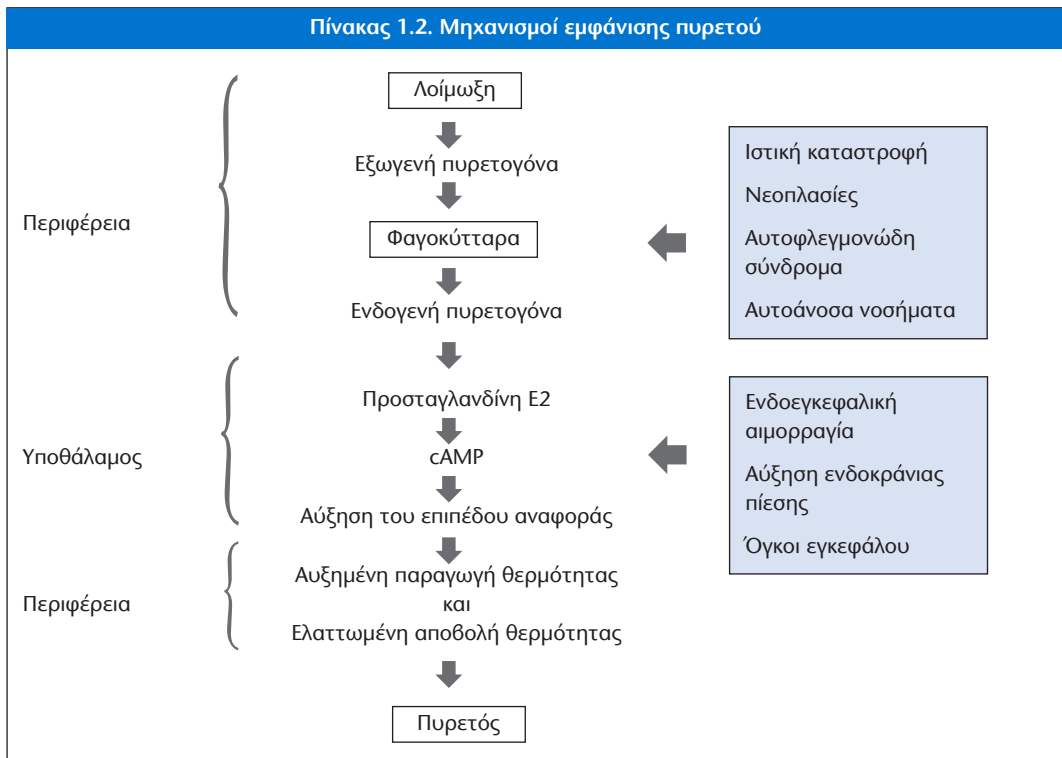 Πίνακας 1.2. Μηχανισμοί εμφάνισης πυρετού
Περιφέρεια
Λοίμωξη
Εξωγενή πυρετογόνα
Φαγοκύτταρα
Ενδογενή πυρετογόνα
Ιστική καταστροφή
Νεοπλασίες
Αυτοφλεγμονώδη
σύνδρομα
Αυτοάνοσα νοσήματα
Υποθάλαμος
Προσταγλανδίνη Ε2
cAMP
Αύξηση του επιπέδου αναφοράς
Ενδοεγκεφαλική
αιμορραγία
Αύξηση ενδοκράνιας
πίεσης
Όγκοι εγκεφάλου
Περιφέρεια
Αυξημένη παραγωγή θερμότητας
και
Ελαττωμένη αποβολή θερμότητας
Πυρετός